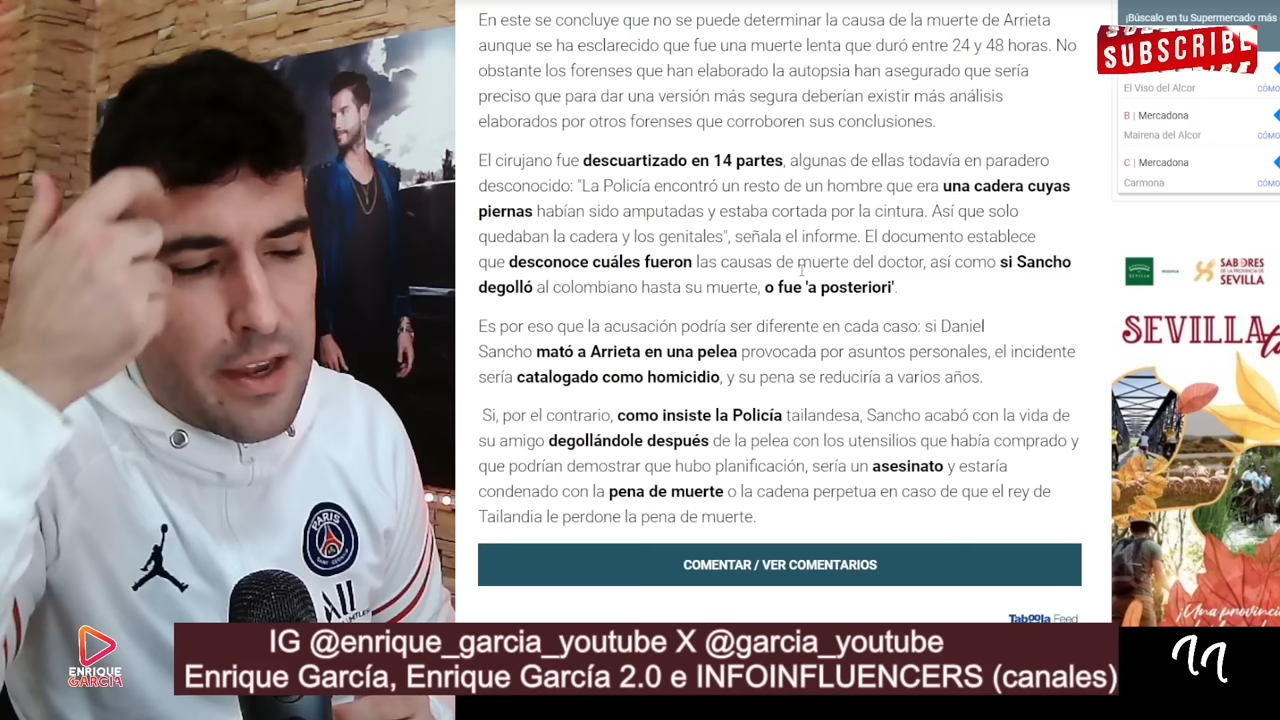 En este se concluye que no se puede determinar la causa de la muerte de Arrieta
aunque se ha esclarecido que fue una muerte lenta que duró entre 24 y 48 horas. No
obstante los forenses que han elaborado la autopsia han asegurado que sería
preciso que para dar una versión más segura deberían existir más análisis
elaborados por otros forenses que corroboren sus conclusiones.
El cirujano fue descuartizado en 14 partes, algunas de ellas todavía en paradero
desconocido: "La Policía encontró un resto de un hombre que era una cadera cuyas
piernas habían sido amputadas y estaba cortada por la cintura. Así que solo
quedaban la cadera y los genitales", señala el informe. El documento establece
que desconoce cuáles fueron las causas de muerte del doctor, así como si Sancho
degolló al colombiano hasta su muerte, o fue 'a posteriori'.
Es por eso que la acusación podría ser diferente en cada caso: si Daniel
Sancho mató a Arrieta en una pelea provocada por asuntos personales, el incidente
sería catalogado como homicidio, y su pena se reduciría a varios años.
Si, por el contrario, como insiste la Policía tailandesa, Sancho acabó con la vida de
su amigo degollándole después de la pelea con los utensilios que había comprado y
que podrían demostrar que hubo planificación, sería un asesinato y estaría
condenado con la pena de muerte o la cadena perpetua en caso de que el rey de
Tailandia le perdone la pena de muerte.
COMENTAR / VER COMENTARIOS
Taboola Feed
¡Búscalo en tu Supermercado más
SUBSCRIBE
El Viso del Alcor
CÓMO
B | Mercadona
Mairena del Alcor
CÓMO
C | Mercadona
Carmona
CÓMO
SABORES
DE LA PROVINCIA DE
SEVILLA
SEVILLA
¡Una provincia
PARIS
IG @enrique_garcia_youtube X @garcia_youtube
Enrique García, Enrique García 2.0 e INFOINFLUENCERS (canales)
ENRIQUE
GARCÍA